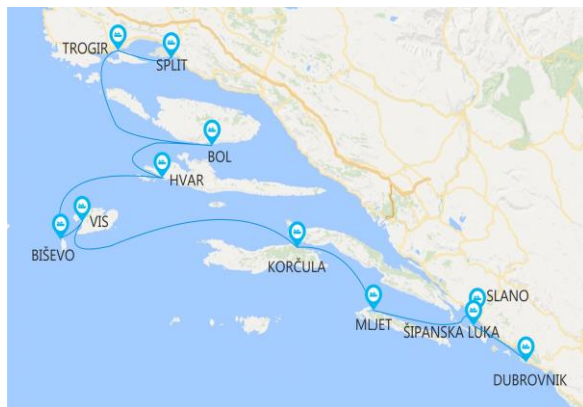 TROGIR
SPLIT
BOL
HVAR
VIS
BIŠEVO
KORČULA
SLANO
MLJET
ŠIPANSKA LUKA
DUBROVNIK